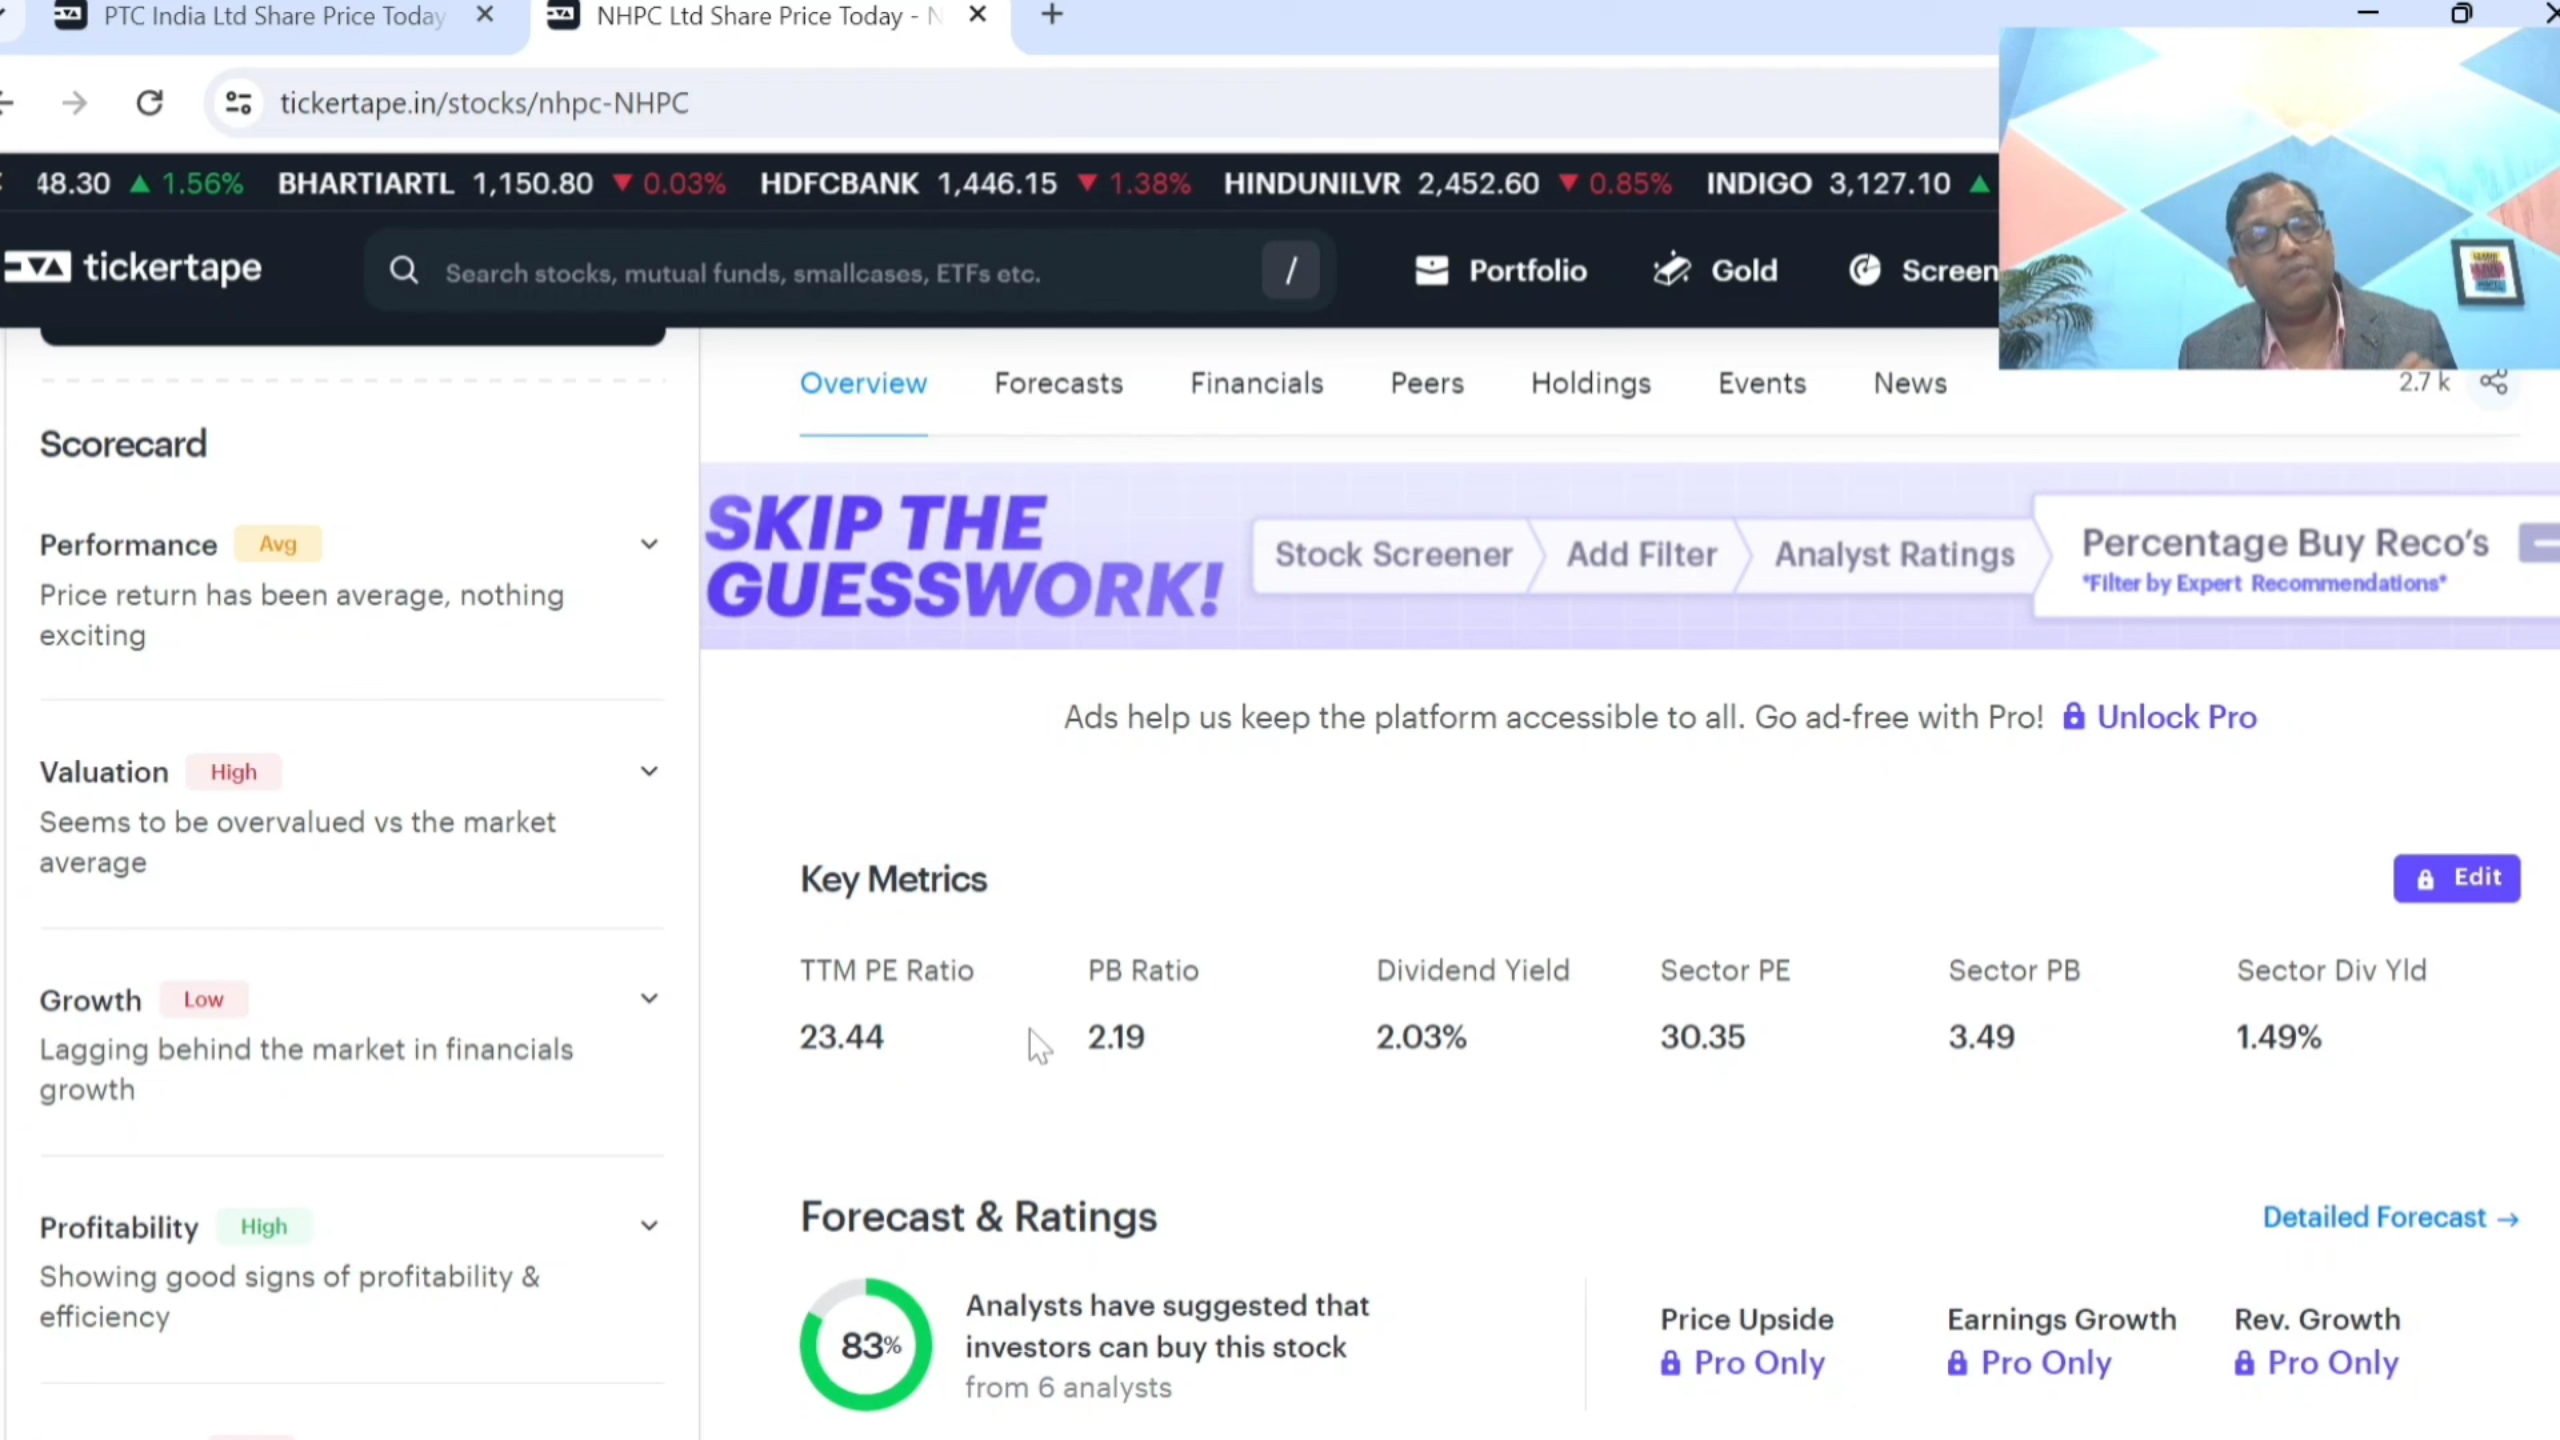 PTC India Ltd Share Price Today
NHPC Ltd Share Price Today -
tickertape.in/stocks/nhpc-NHPC
48.30 ▲ 1.56% BHARTIARTL 1,150.80 ▼ 0.03% HDFCBANK 1,446.15 ▼ 1.38% HINDUNILVR 2,452.60 ▼ 0.85% INDIGO 3,127.10 ▲
tickertape
Search stocks, mutual funds, smallcases, ETFs etc.
/
Portfolio
Gold
Screen
Overview Forecasts Financials Peers Holdings Events News
2.7 k
Scorecard
Performance Avg
Price return has been average, nothing
exciting
Valuation High
Seems to be overvalued vs the market
average
Growth Low
Lagging behind the market in financials
growth
Profitability High
Showing good signs of profitability &
efficiency
SKIP THE
GUESSWORK!
Stock Screener
Add Filter
Analyst Ratings
Percentage Buy Reco's
*Filter by Expert Recommendations*
Ads help us keep the platform accessible to all. Go ad-free with Pro! Unlock Pro
Key Metrics
Edit
TTM PE Ratio PB Ratio Dividend Yield Sector PE Sector PB Sector Div Yld
23.44 2.19 2.03% 30.35 3.49 1.49%
Forecast & Ratings
Detailed Forecast →
83%
Analysts have suggested that
investors can buy this stock
from 6 analysts
Price Upside Earnings Growth Rev. Growth
Pro Only Pro Only Pro Only